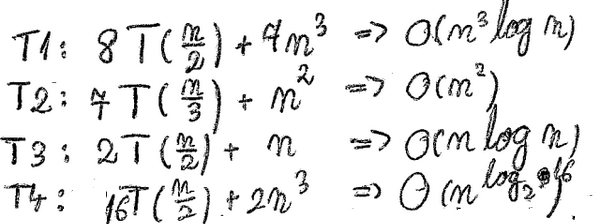 T1: 8T(n/2) + 4n³ => O(n³ log n)
T2: 7T(n/3) + n² => O(n²)
T3: 2T(n/2) + n => O(n log n)
T4: 16T(n/2) + 2n³ => O(n^log₂16)